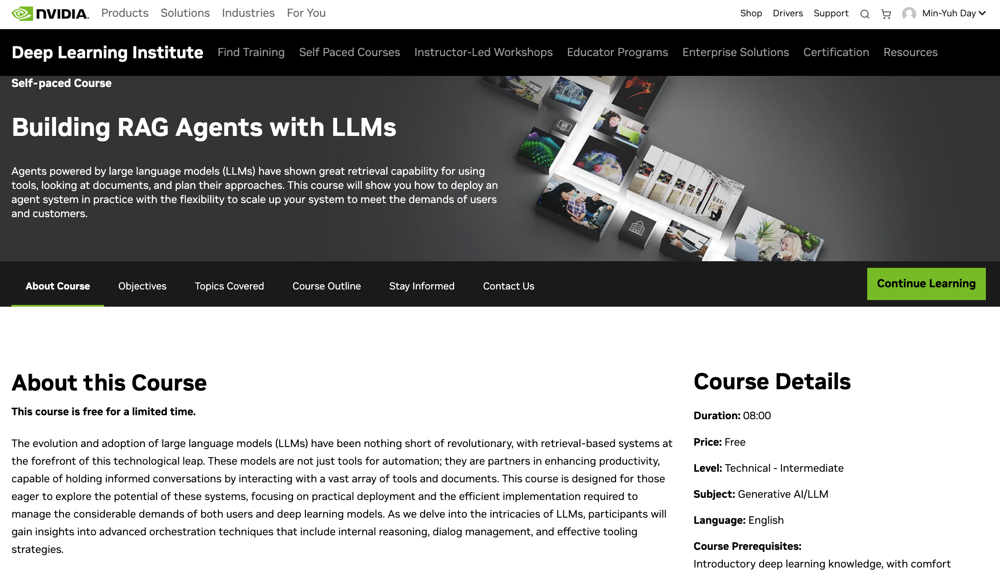 NVIDIA. Products Solutions Industries For You Shop Drivers Support Min-Yuh Day
Deep Learning Institute Find Training Self Paced Courses Instructor-Led Workshops Educator Programs Enterprise Solutions Certification Resources
Self-paced Course
Building RAG Agents with LLMs
Agents powered by large language models (LLMs) have shown great retrieval capability for using
tools, looking at documents, and plan their approaches. This course will show you how to deploy an
agent system in practice with the flexibility to scale up your system to meet the demands of users
and customers.
About Course Objectives Topics Covered Course Outline Stay Informed Contact Us Continue Learning
About this Course
This course is free for a limited time.
The evolution and adoption of large language models (LLMs) have been nothing short of revolutionary, with retrieval-based systems at
the forefront of this technological leap. These models are not just tools for automation; they are partners in enhancing productivity,
capable of holding informed conversations by interacting with a vast array of tools and documents. This course is designed for those
eager to explore the potential of these systems, focusing on practical deployment and the efficient implementation required to
manage the considerable demands of both users and deep learning models. As we delve into the intricacies of LLMs, participants will
gain insights into advanced orchestration techniques that include internal reasoning, dialog management, and effective tooling
strategies.
Course Details
Duration: 08:00
Price: Free
Level: Technical - Intermediate
Subject: Generative AI/LLM
Language: English
Course Prerequisites:
Introductory deep learning knowledge, with comfort